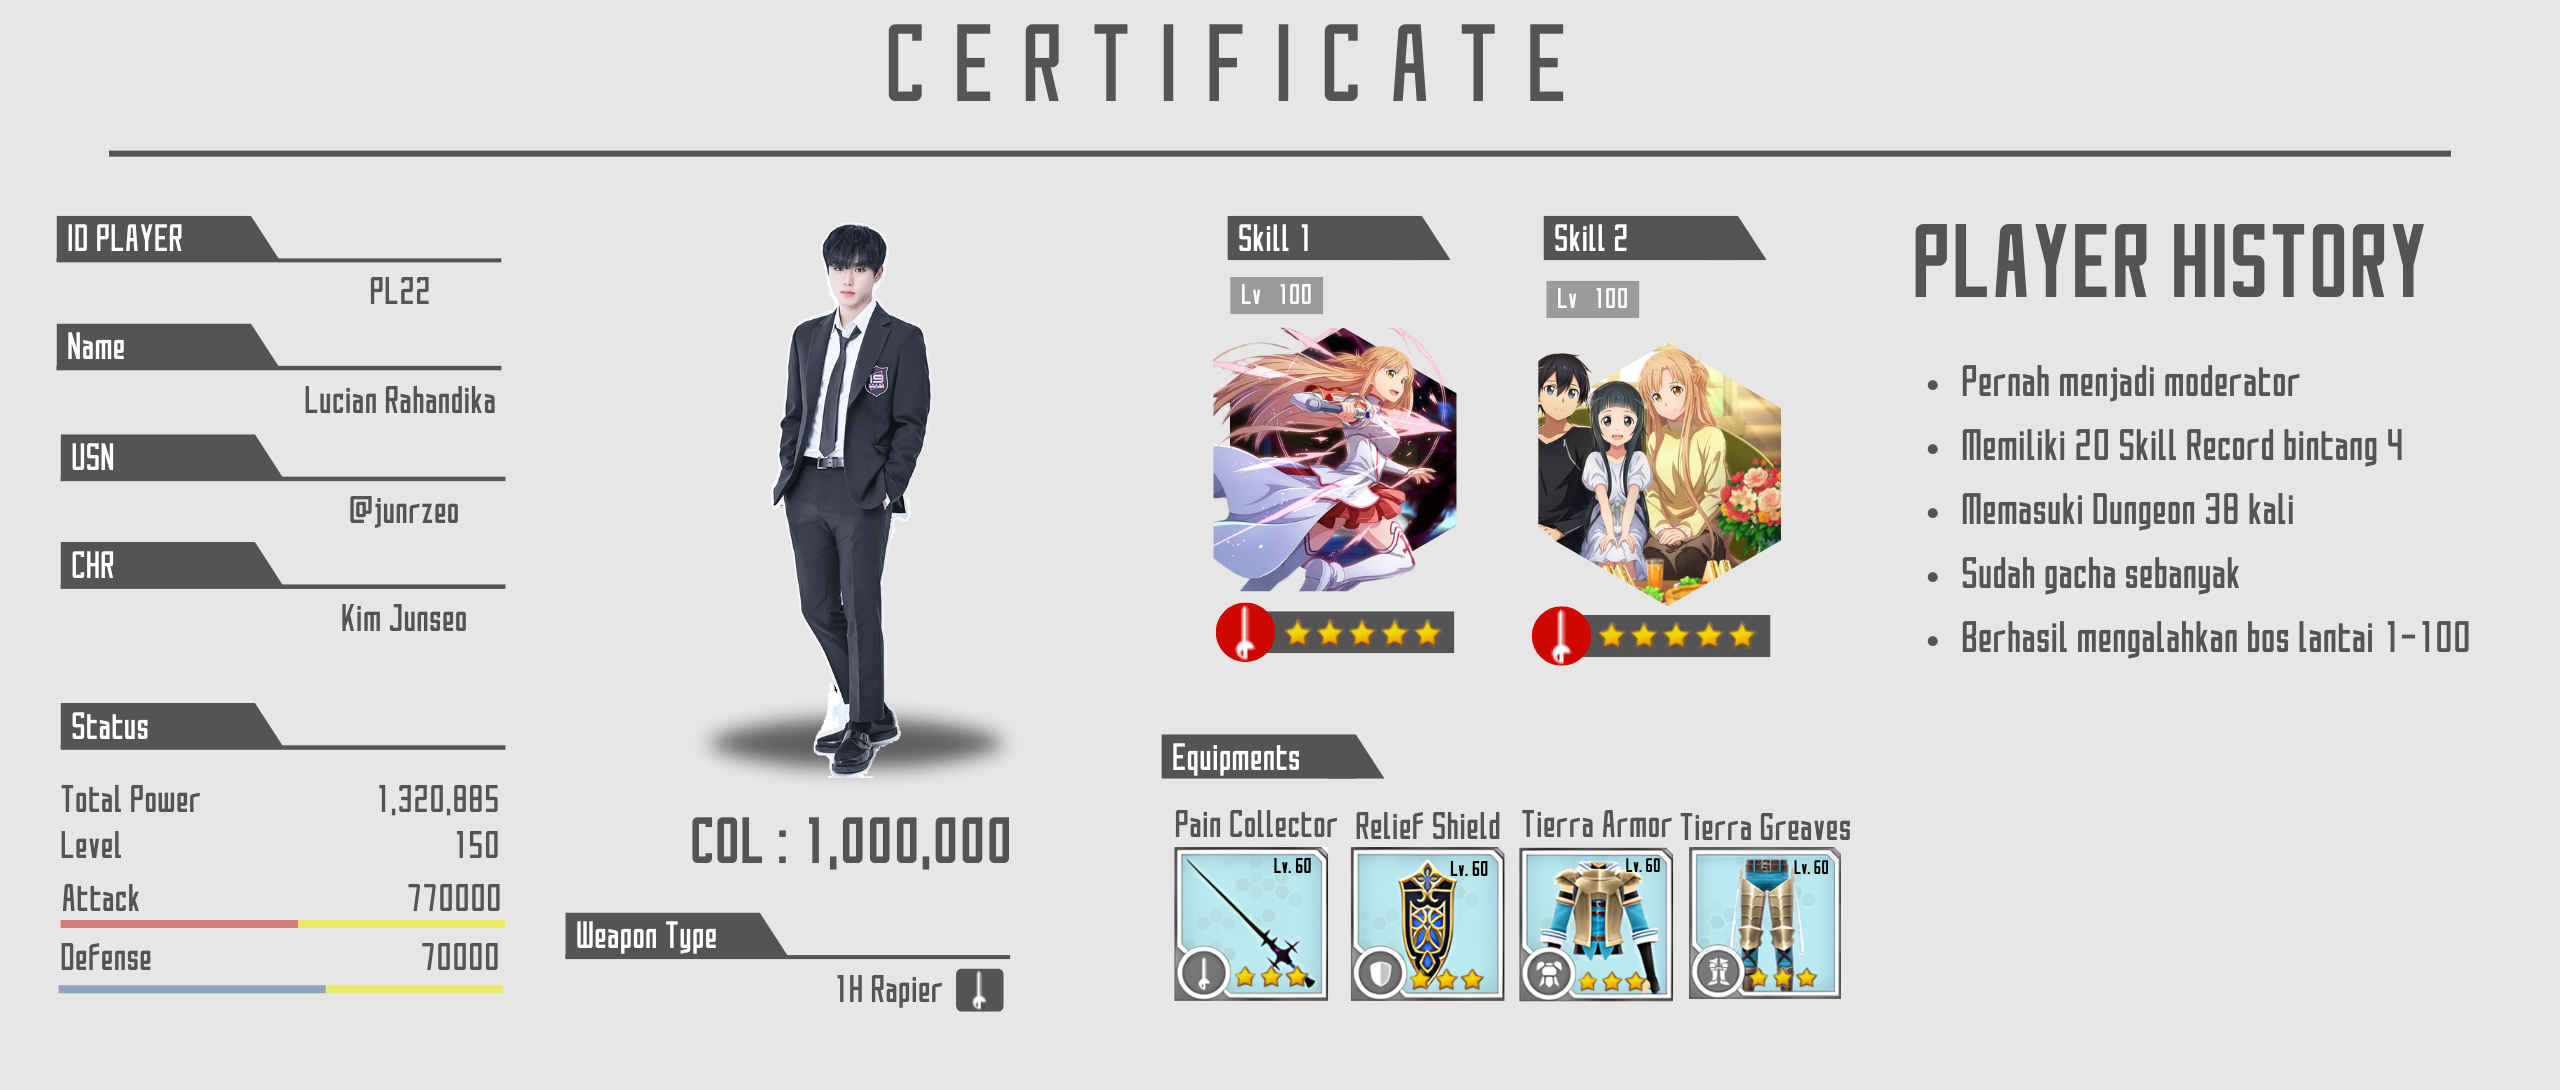 CERTIFICATE
ID PLAYER
PL22
Name
Lucian Rahandika
USN
@junrzeo
CHR
Kim Junseo
Status
Total Power 1,320,885
Level 150
Attack 770000
Defense 70000
19
COL : 1,000,000
Weapon Type
1H Rapier
Skill 1
Lv 100
Skill 2
Lv 100
Equipments
Pain Collector
Lv. 60
Relief Shield
Lv. 60
Tierra Armor
Lv. 60
Tierra Greaves
Lv. 60
PLAYER HISTORY
• Pernah menjadi moderator
• Memiliki 20 Skill Record bintang 4
• Memasuki Dungeon 38 kali
• Sudah gacha sebanyak
• Berhasil mengalahkan bos lantai 1-100